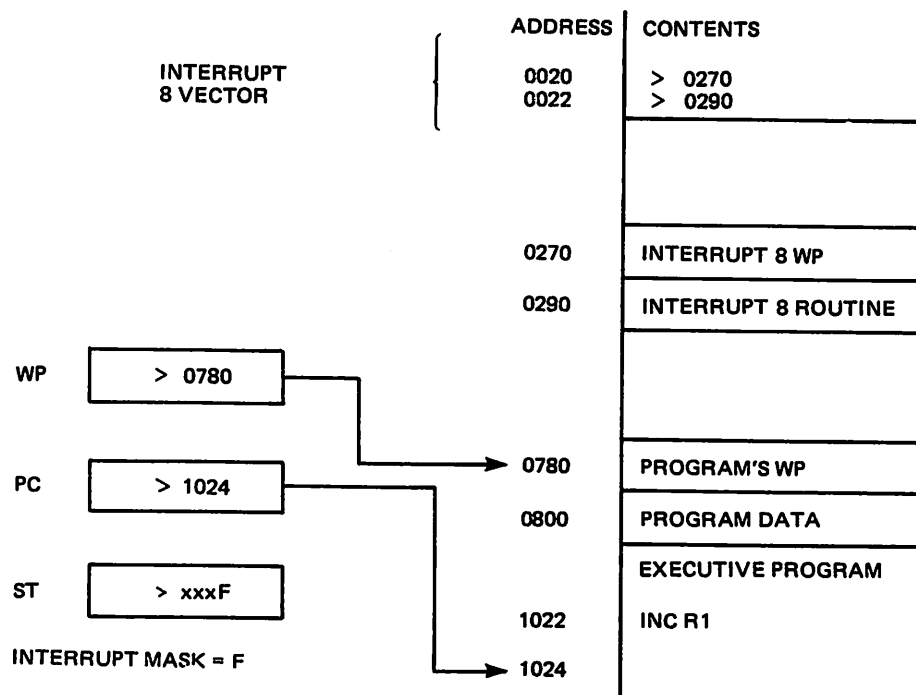 ADDRESS CONTENTS
INTERRUPT
8 VECTOR
0020 > 0270
0022 > 0290
0270 INTERRUPT 8 WP
0290 INTERRUPT 8 ROUTINE
WP > 0780
0780 PROGRAM'S WP
PC > 1024
0800 PROGRAM DATA
EXECUTIVE PROGRAM
ST > xxxF
1022 INC R1
INTERRUPT MASK = F
1024